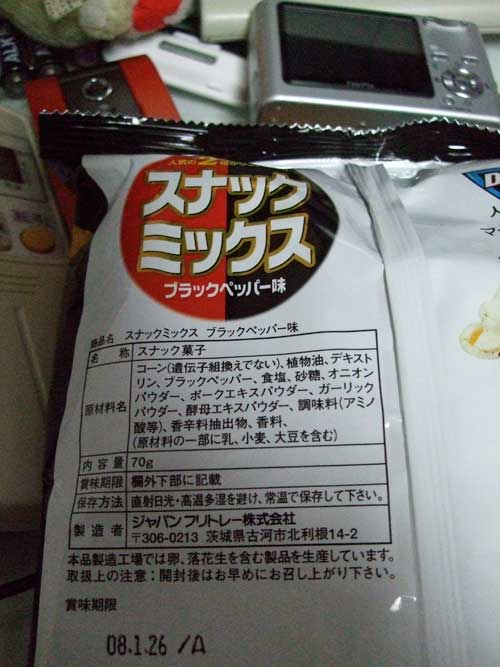 人気の2
スナック
ミックス
ブラックペッパー味
商品名 スナックミックス ブラックペッパー味
名 称 スナック菓子
原材料名 コーン(遺伝子組換えでない)、植物油、デキスト
リン、ブラックペッパー、食塩、砂糖、オニオン
パウダー、ポークエキスパウダー、ガーリック
パウダー、酵母エキスパウダー、調味料(アミノ
酸等)、香辛料抽出物、香料、
(原材料の一部に乳、小麦、大豆を含む)
内容量 70g
賞味期限 欄外下部に記載
保存方法 直射日光・高温多湿を避け、常温で保存して下さい。
製造者 ジャパンフリトレー株式会社
〒306-0213 茨城県古河市北利根14-2
本品製造工場では卵、落花生を含む製品を生産しています。
取扱上の注意：開封後はお早めにお召し上がり下さい。
賞味期限
08.1.26 /A